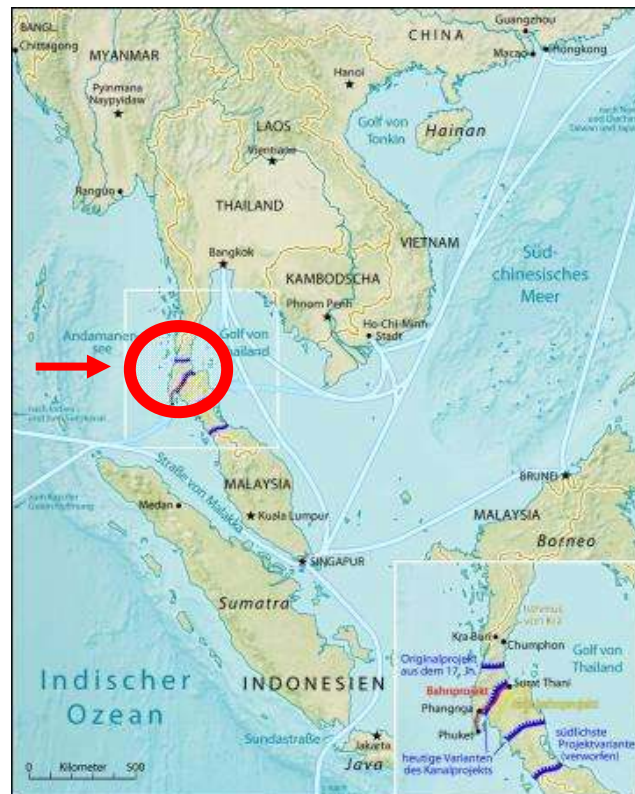 BANGL.
Chittagong
MYANMAR
Pyinmana
Naypyidaw
Rangun
CHINA
Guangzhou
Macao
Hongkong
Hanoi
Golf von
Tonkin
Hainan
LAOS
Vientiane
THAILAND
Bangkok
VIETNAM
KAMBODSCHA
Phnom Penh
Ho-Chi-Minh-
Stadt
Süd-
chinesisches
Meer
Andamanen-
see
Golf von
Thailand
Straße von Malakka
Medan
MALAYSIA
Kuala Lumpur
SINGAPUR
BRUNEI
MALAYSIA
Borneo
Sumatra
Indischer
Ozean
INDONESIEN
Sundastraße
Jakarta
Java
0 Kilometer 500
Isthmus
von Kra
Kra Buri
Chumphon
Golf von
Thailand
Originalprojekt
aus dem 17. Jh.
Surat Thani
Bahnprojekt
Phangnga
Phuket
heutige Varianten
des Kanalprojekts
südlichste
Projektvariante
(verworfen)